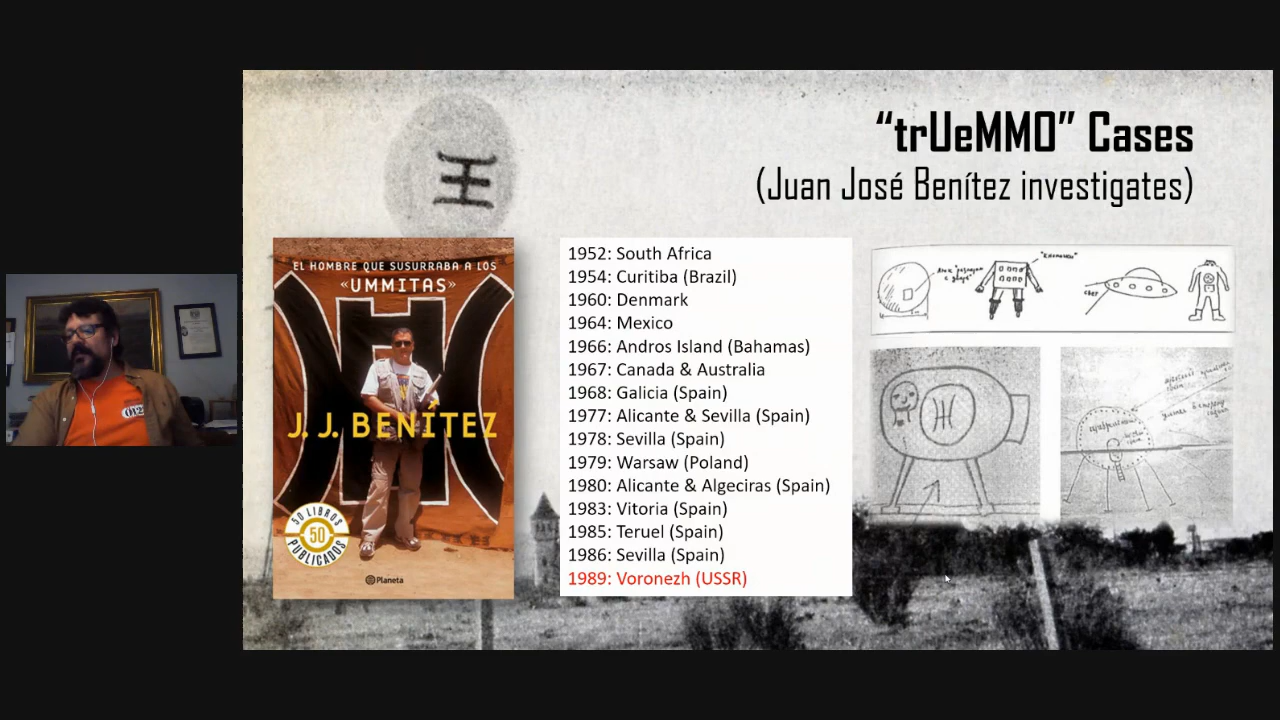 “trUeMMO” Cases
(Juan José Benítez investigates)
EL HOMBRE QUE SUSURRABA A LOS
«UMMITAS»
J. J. BENÍTEZ
50 LIBROS
50
PUBLICADOS
Planeta
1952: South Africa
1954: Curitiba (Brazil)
1960: Denmark
1964: Mexico
1966: Andros Island (Bahamas)
1967: Canada & Australia
1968: Galicia (Spain)
1977: Alicante & Sevilla (Spain)
1978: Sevilla (Spain)
1979: Warsaw (Poland)
1980: Alicante & Algeciras (Spain)
1983: Vitoria (Spain)
1985: Teruel (Spain)
1986: Sevilla (Spain)
1989: Voronezh (USSR)
свет